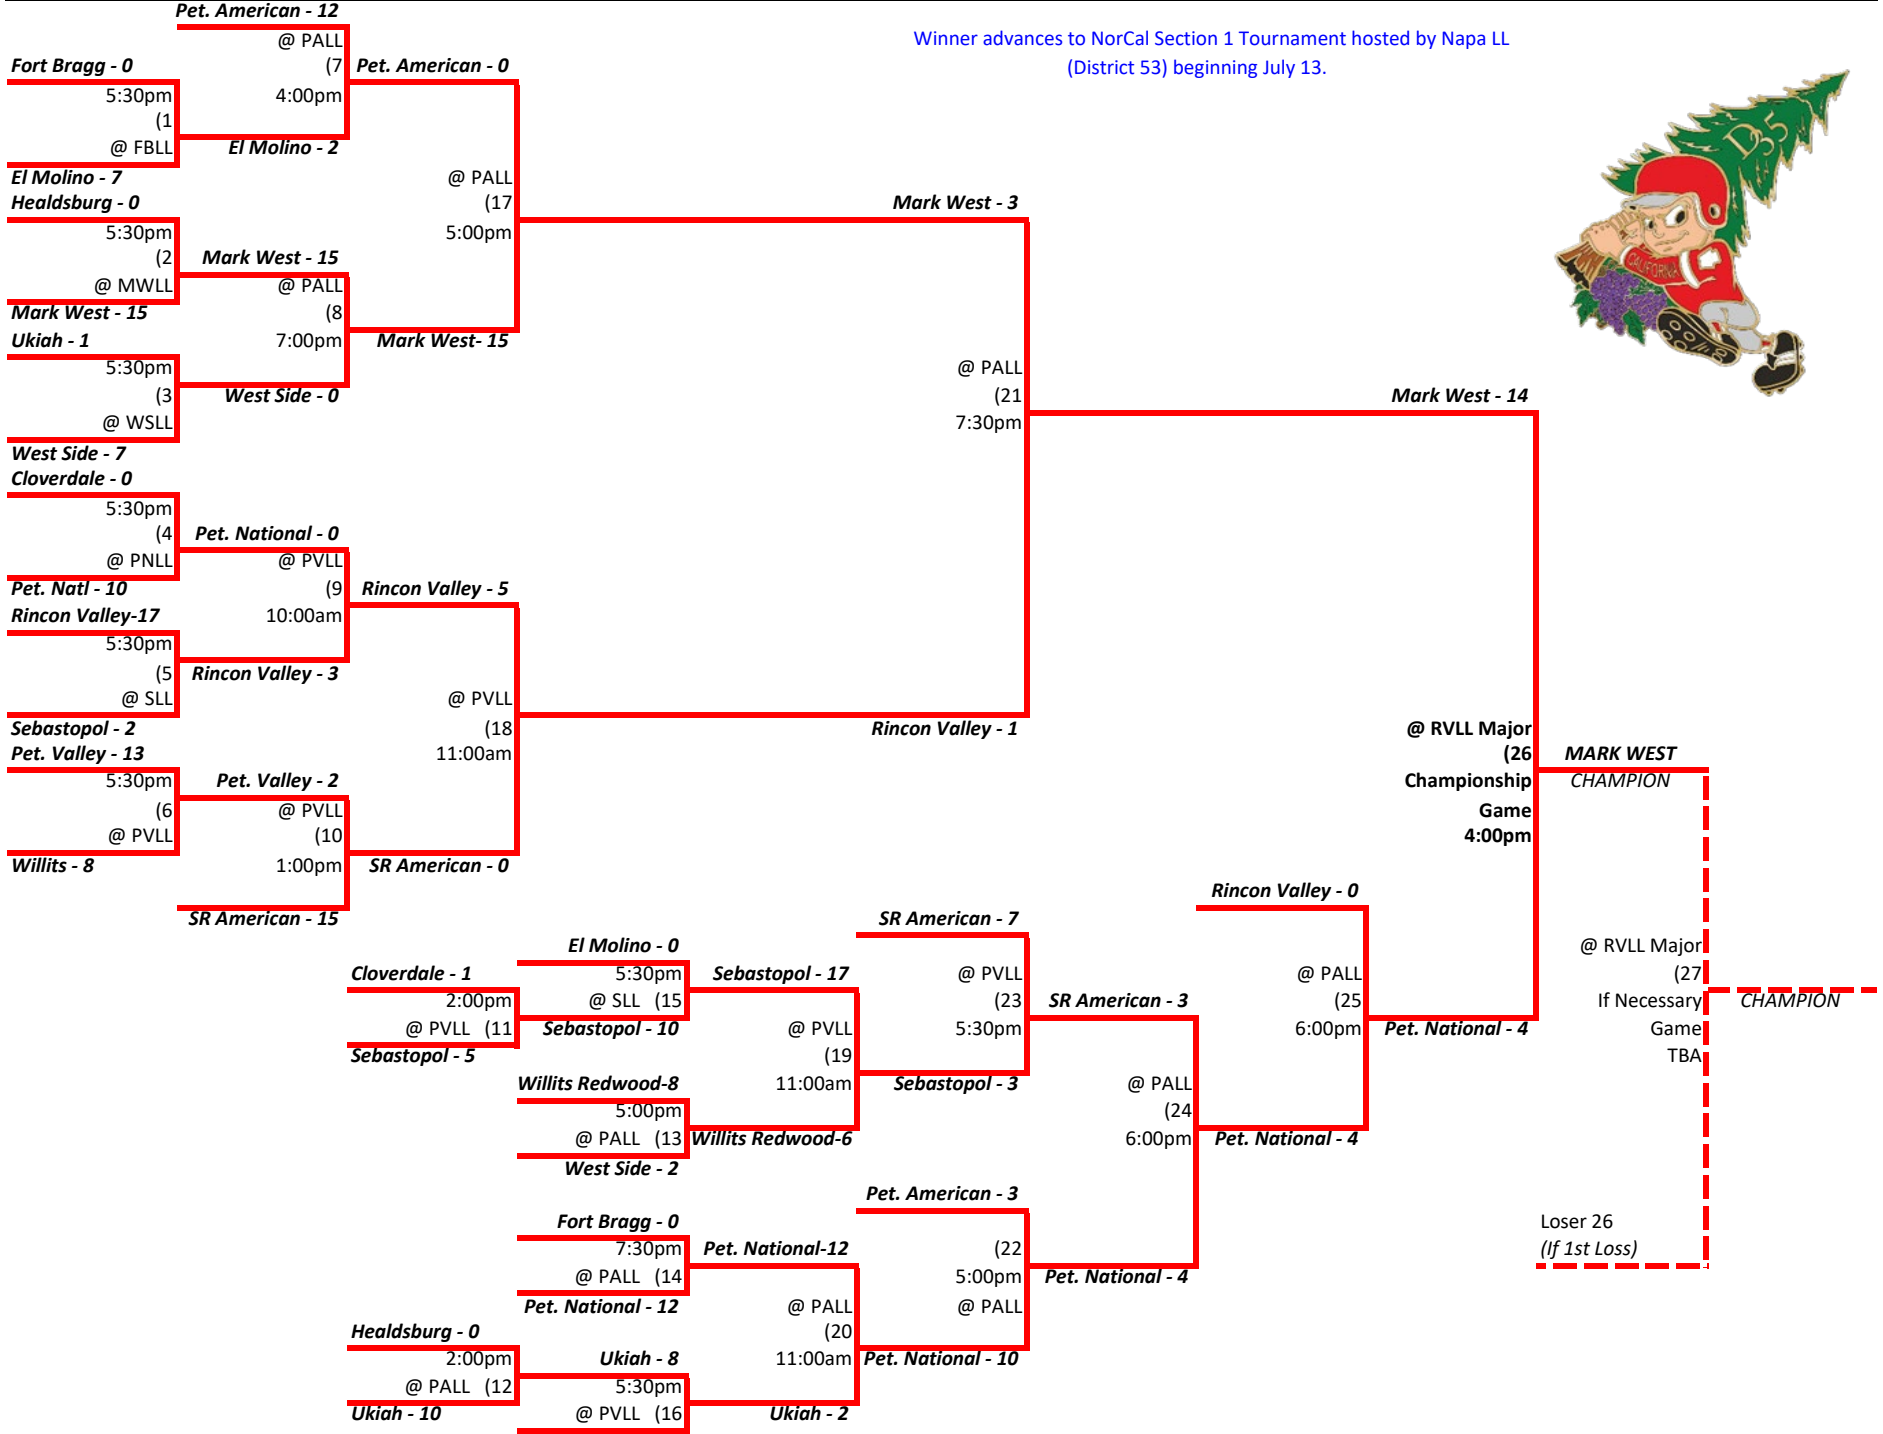 Pet. American - 12
Winner advances to NorCal Section 1 Tournament hosted by Napa LL
(District 53) beginning July 13.
@ PALL
(7
4:00pm
Fort Bragg - 0
5:30pm
(1
@ FBLL
El Molino - 7
Pet. American - 0
El Molino - 2
Healdsburg - 0
5:30pm
(2
@ MWLL
Mark West - 15
Mark West - 15
@ PALL
(8
7:00pm
Ukiah - 1
5:30pm
(3
@ WSLL
West Side - 7
West Side - 0
@ PALL
(17
5:00pm
Mark West- 15
Mark West - 3
D35
CALIFORNIA
Cloverdale - 0
5:30pm
(4
@ PNLL
Pet. Natl - 10
Pet. National - 0
@ PVLL
(9
10:00am
Rincon Valley-17
5:30pm
(5
@ SLL
Sebastopol - 2
Rincon Valley - 3
Rincon Valley - 5
Pet. Valley - 13
5:30pm
(6
@ PVLL
Willits - 8
Pet. Valley - 2
@ PVLL
(10
1:00pm
SR American - 15
SR American - 0
@ PVLL
(18
11:00am
Rincon Valley - 1
@ PALL
(21
7:30pm
Mark West - 14
@ RVLL Major
(26
Championship
Game
4:00pm
MARK WEST
CHAMPION
Cloverdale - 1
2:00pm
@ PVLL (11
Sebastopol - 5
El Molino - 0
5:30pm
@ SLL (15
Sebastopol - 10
Sebastopol - 17
@ PVLL
(19
11:00am
Willits Redwood-8
5:00pm
@ PALL (13
West Side - 2
Willits Redwood-6
SR American - 7
@ PVLL
(23
5:30pm
Sebastopol - 3
SR American - 3
@ PALL
(24
6:00pm
Rincon Valley - 0
@ PALL
(25
6:00pm
Pet. National - 4
Pet. National - 4
@ RVLL Major
(27
If Necessary
Game
TBA
CHAMPION
Fort Bragg - 0
7:30pm
@ PALL (14
Pet. National - 12
Pet. National-12
@ PALL
(20
11:00am
Pet. American - 3
(22
5:00pm
@ PALL
Pet. National - 4
Pet. National - 10
Healdsburg - 0
2:00pm
@ PALL (12
Ukiah - 10
Ukiah - 8
5:30pm
@ PVLL (16
Ukiah - 2
Loser 26
(If 1st Loss)